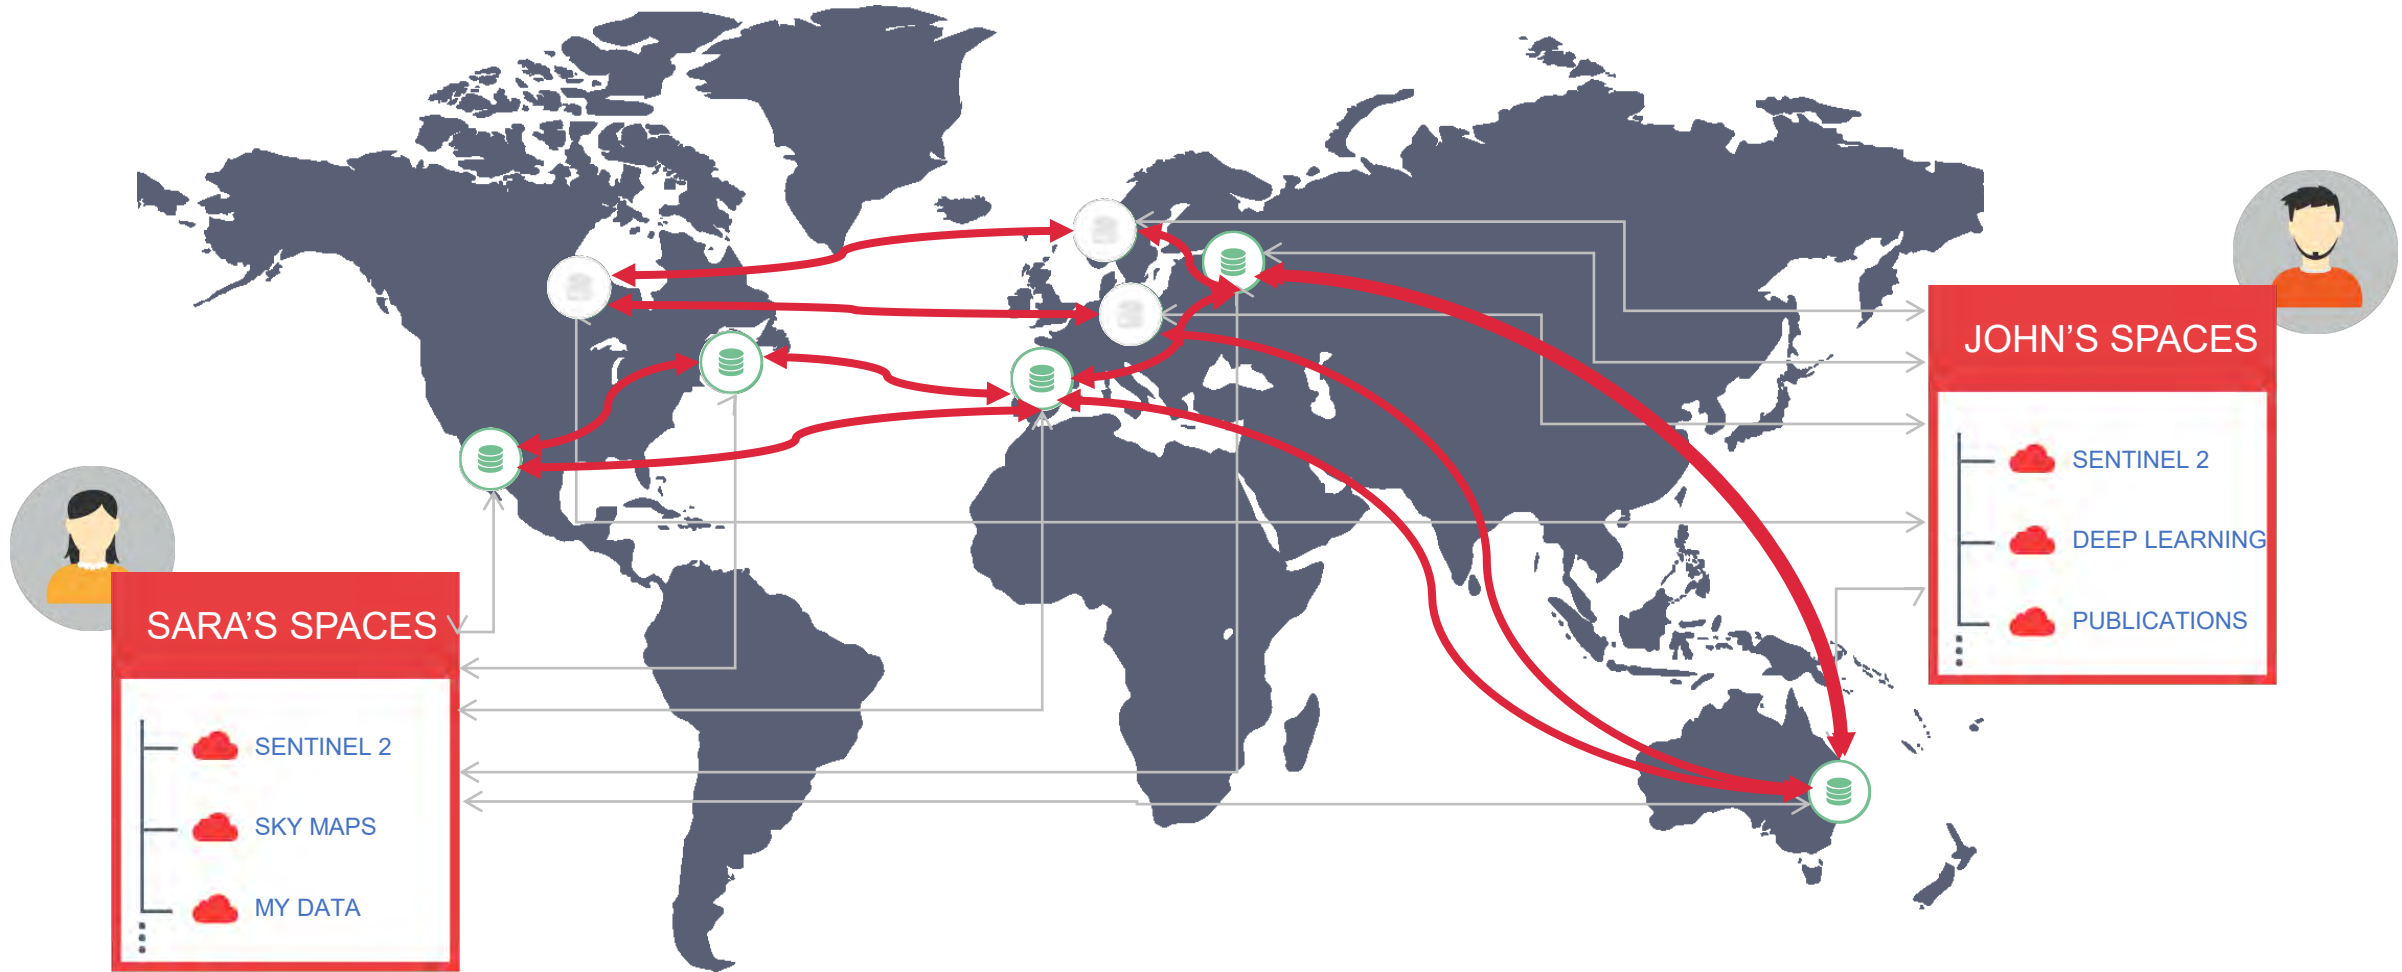 JOHN'S SPACES
SENTINEL 2
DEEP LEARNING
PUBLICATIONS
SARA'S SPACES
SENTINEL 2
SKY MAPS
MY DATA